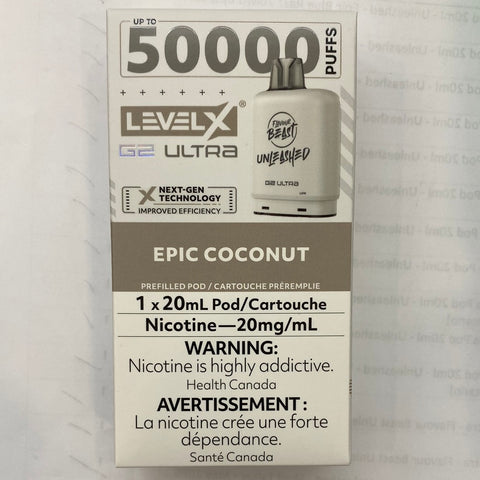 UP TO
50000
PUFFS
+ + + + + +
LEVEL X®
G2 ULTRA
FLAVOUR
BEAST
UNLEASHED
G2 ULTRA
X NEXT-GEN
TECHNOLOGY
IMPROVED EFFICIENCY
EPIC COCONUT
PREFILLED POD / CARTOUCHE PRÉREMPLIE
1 x 20mL Pod/Cartouche
Nicotine—20mg/mL
WARNING:
Nicotine is highly addictive.
Health Canada
AVERTISSEMENT :
La nicotine crée une forte
dépendance.
Santé Canada